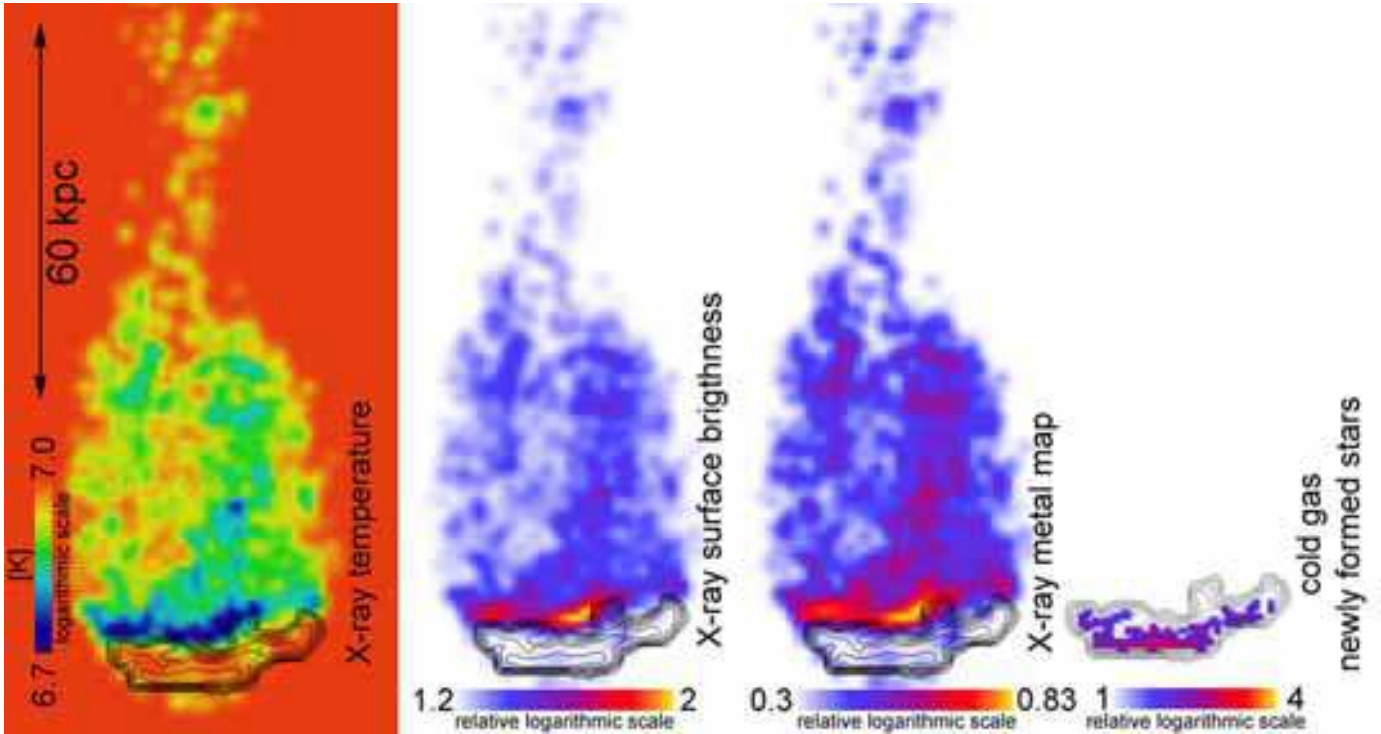 60 kpc
[K]
6.7 7.0
logarithmic scale
X-ray temperature
X-ray surface brigthness
1.2 2
relative logarithmic scale
X-ray metal map
0.3 0.83
relative logarithmic scale
cold gas
newly formed stars
1 4
relative logarithmic scale